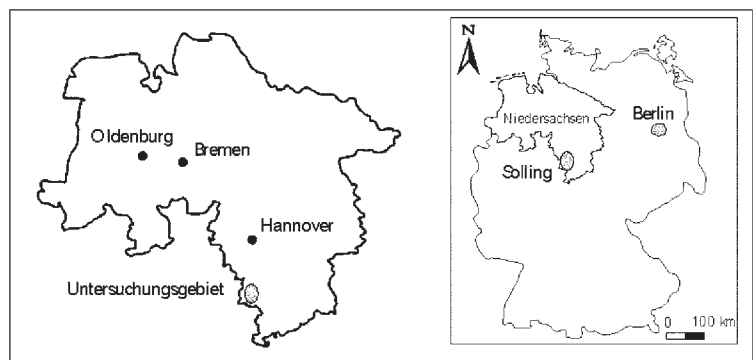 Oldenburg
Bremen
Hannover
Untersuchungsgebiet
N
Niedersachsen
Berlin
Solling
0 100 km